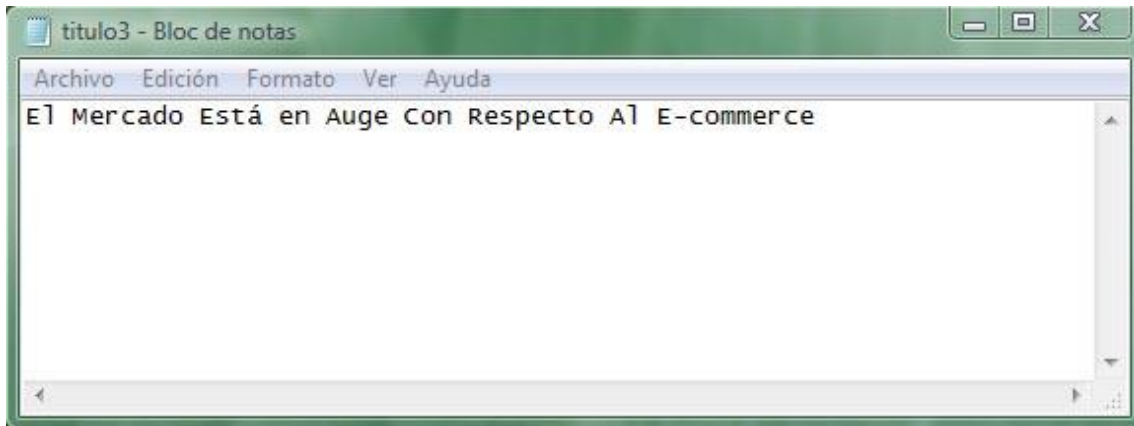 titulo3 - Bloc de notas
Archivo Edición Formato Ver Ayuda
El Mercado Está en Auge Con Respecto Al E-commerce